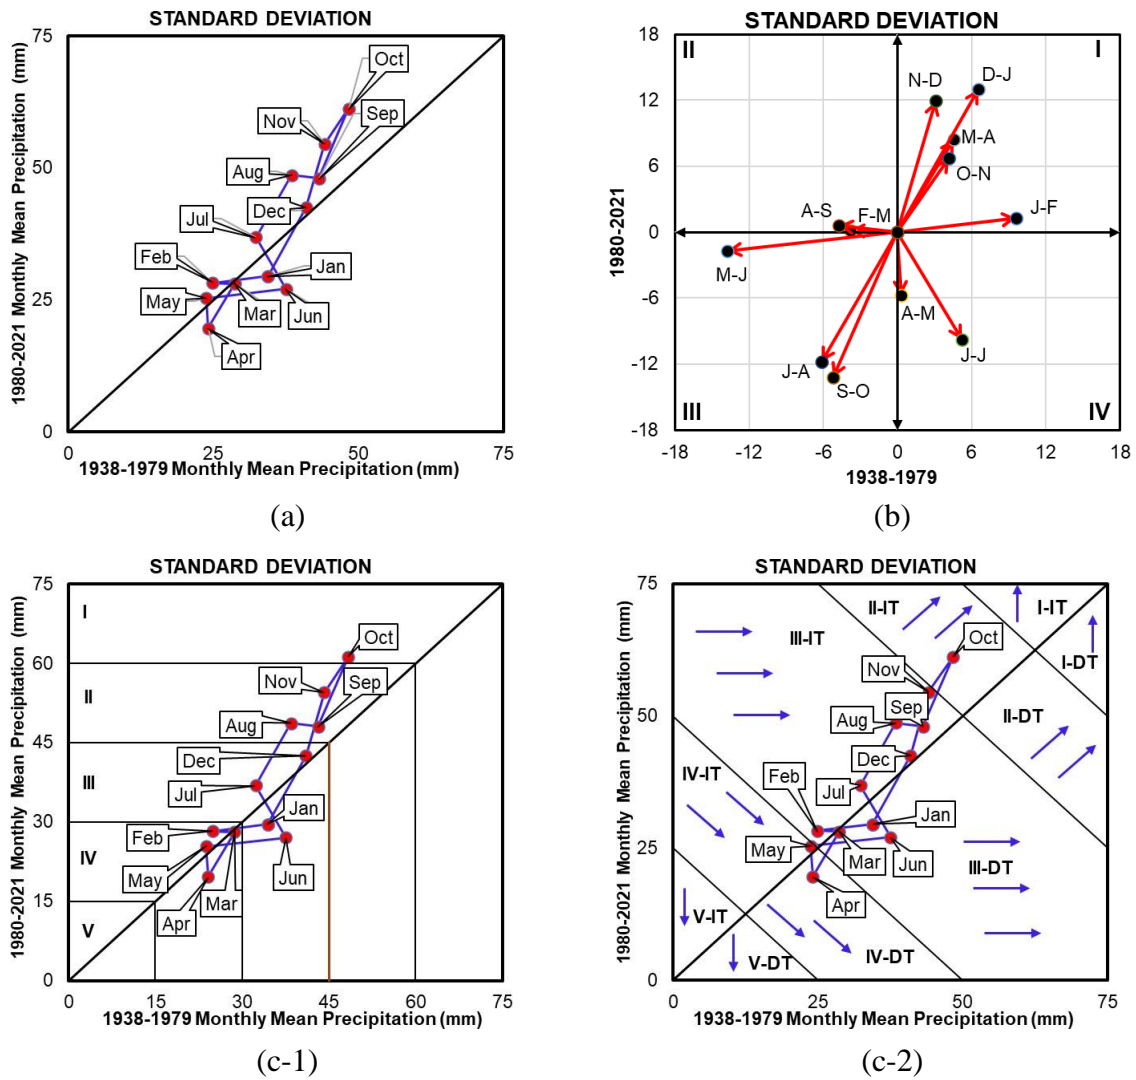 STANDARD DEVIATION
75
50
25
0
0
25
50
75
1980-2021 Monthly Mean Precipitation (mm)
1938-1979 Monthly Mean Precipitation (mm)
Oct
Nov
Sep
Aug
Dec
Jul
Feb
Jan
May
Mar
Jun
Apr
(a)
STANDARD DEVIATION
18
12
6
0
-6
-12
-18
-18
-12
-6
0
6
12
18
1980-2021
1938-1979
II
I
III
IV
N-D
D-J
M-A
O-N
A-S
F-M
J-F
M-J
A-M
J-J
J-A
S-O
(b)
STANDARD DEVIATION
75
60
45
30
15
0
0
15
30
45
60
75
1980-2021 Monthly Mean Precipitation (mm)
1938-1979 Monthly Mean Precipitation (mm)
I
II
III
IV
V
Oct
Nov
Sep
Aug
Dec
Jul
Jan
Feb
May
Jun
Mar
Apr
(c-1)
STANDARD DEVIATION
75
50
25
0
0
25
50
75
1980-2021 Monthly Mean Precipitation (mm)
1938-1979 Monthly Mean Precipitation (mm)
II-IT
I-IT
III-IT
I-DT
II-DT
IV-IT
III-DT
V-IT
V-DT
IV-DT
Oct
Nov
Sep
Aug
Dec
Feb
Jul
Jan
May
Mar
Jun
Apr
(c-2)